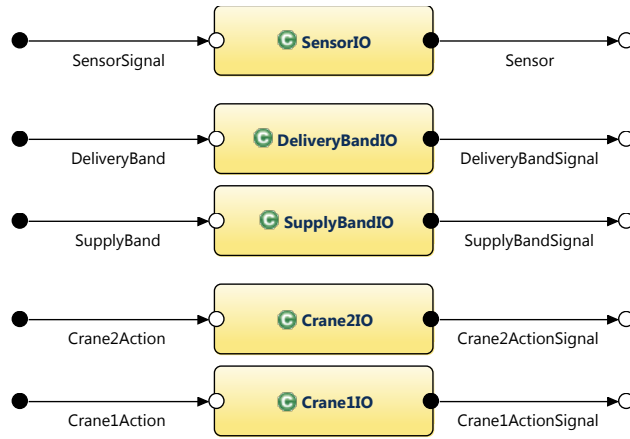 C SensorIO
SensorSignal
Sensor
C DeliveryBandIO
DeliveryBand
DeliveryBandSignal
C SupplyBandIO
SupplyBand
SupplyBandSignal
C Crane2IO
Crane2Action
Crane2ActionSignal
C Crane1IO
Crane1Action
Crane1ActionSignal